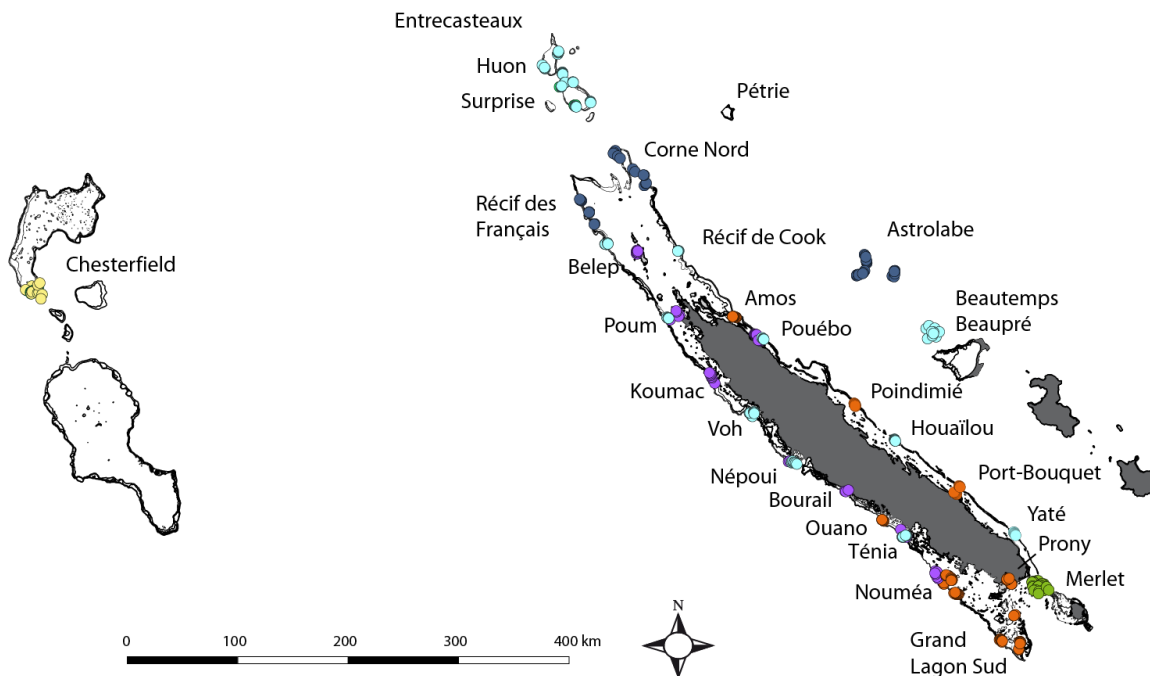 Entrecasteaux
Huon
Surprise
Pétrie
Corne Nord
Récif des
Français
Chesterfield
Belep
Récif de Cook
Astrolabe
Beautemps
Beaupré
Amos
Poum
Pouébo
Koumac
Poindimié
Voh
Houaïlou
Népoui
Port-Bouquet
Bourail
Ouano
Yaté
Ténia
Prony
Merlet
Nouméa
N
Grand
Lagon Sud
0 100 200 300 400 km